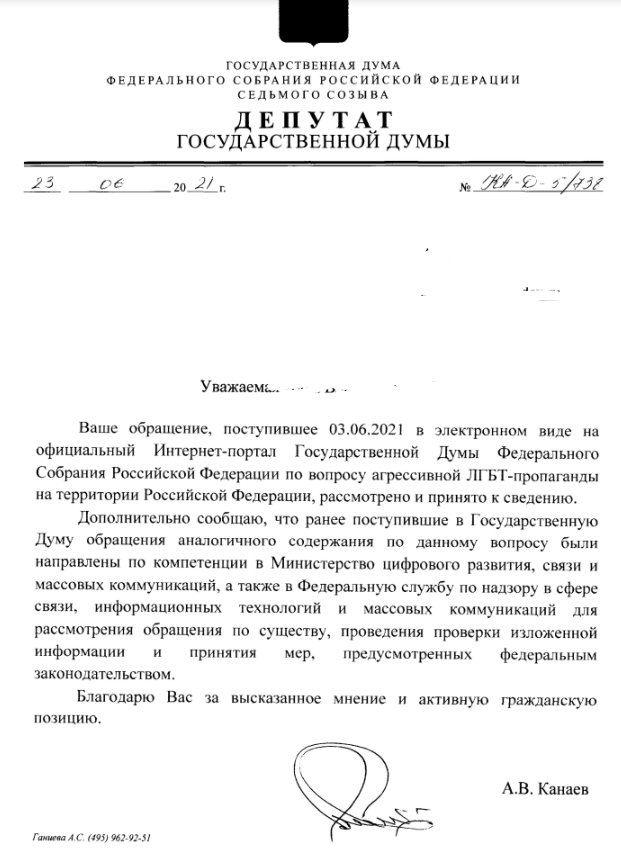 ГОСУДАРСТВЕННАЯ ДУМА
ФЕДЕРАЛЬНОГО СОБРАНИЯ РОССИЙСКОЙ ФЕДЕРАЦИИ
СЕДЬМОГО СОЗЫВА
ДЕПУТАТ
ГОСУДАРСТВЕННОЙ ДУМЫ
23 06 2021 г. № КА-Д-5/738
Ваше обращение, поступившее 03.06.2021 в электронном виде на
официальный Интернет-портал Государственной Думы Федерального
Собрания Российской Федерации по вопросу агрессивной ЛГБТ-пропаганды
на территории Российской Федерации, рассмотрено и принято к сведению.
Дополнительно сообщаю, что ранее поступившие в Государственную
Думу обращения аналогичного содержания по данному вопросу были
направлены по компетенции в Министерство цифрового развития, связи и
массовых коммуникаций, а также в Федеральную службу по надзору в сфере
связи, информационных технологий и массовых коммуникаций для
рассмотрения обращения по существу, проведения проверки изложенной
информации и принятия мер, предусмотренных федеральным
законодательством.
Благодарю Вас за высказанное мнение и активную гражданскую
позицию.
А.В. Канаев
Ганиева А.С. (495) 962-92-51